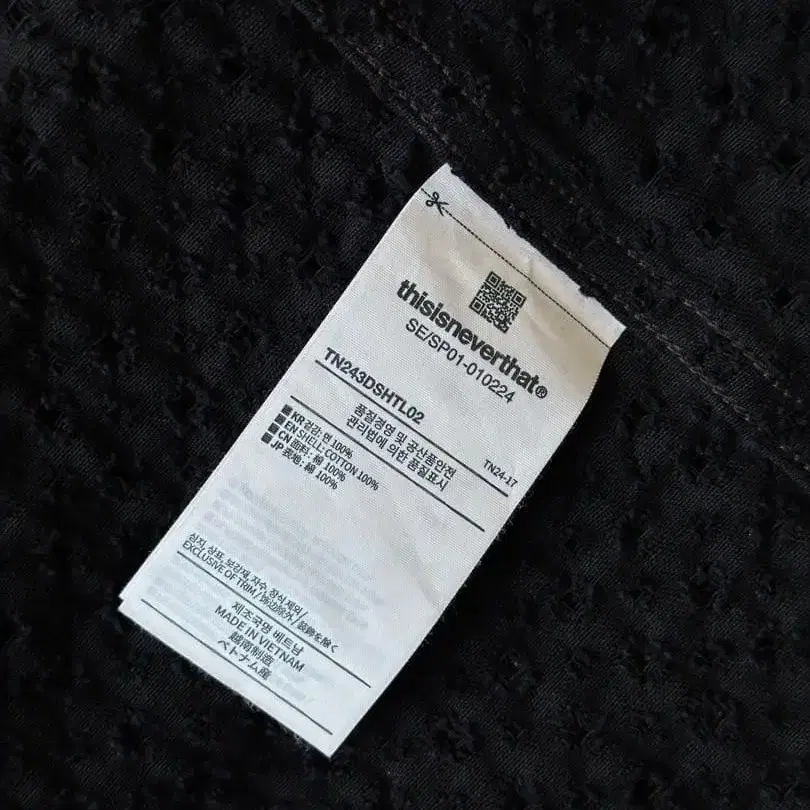 thisisneverthat®
SE/SP01-010224
TN243DSHTL02
TN24-17
품질경영 및 공산품안전
관리법에 의한 품질표시
KR 겉감: 면 100%
EN SHELL: COTTON 100%
CN 面料: 綿 100%
JP 表地: 綿 100%
심지, 상표, 보강재, 자수, 장식 제외/
EXCLUSIVE OF TRIM/饰边除外/装飾を除く
제조국명 베트남
MADE IN VIETNAM
越南制造
ベトナム産